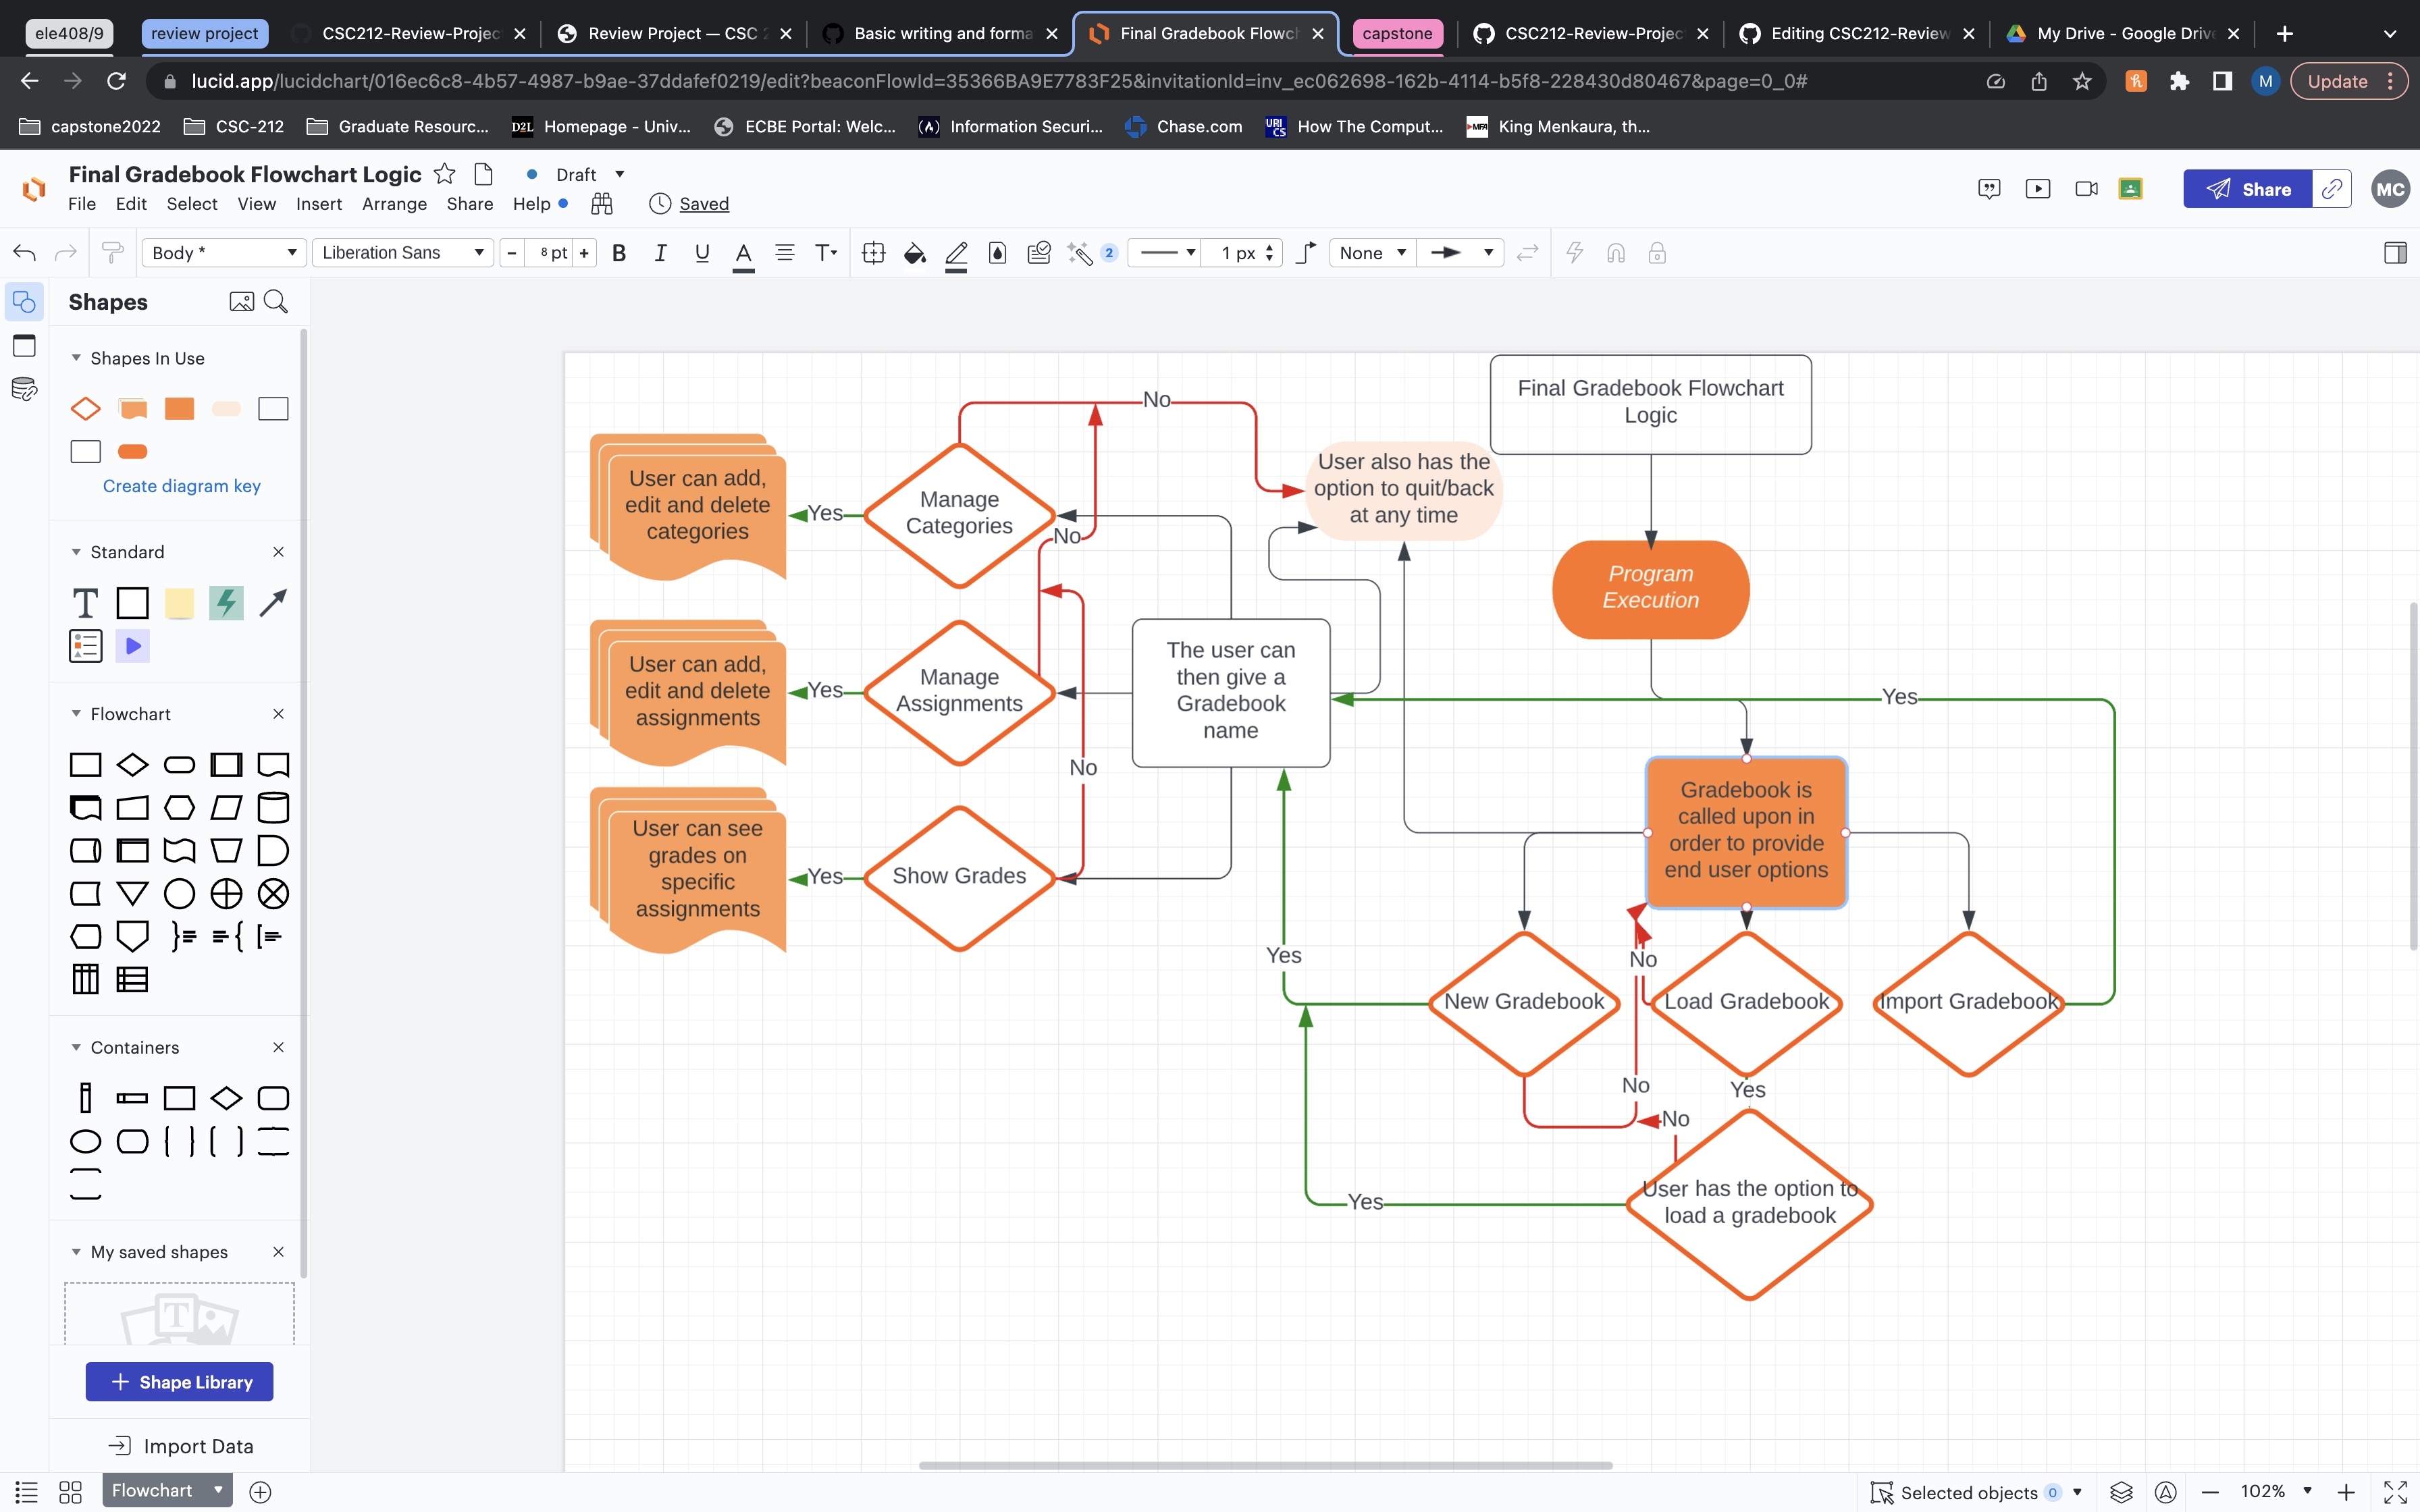 ele408/9
review project
CSC212-Review-Projec
Review Project — CSC 2
Basic writing and forma
Final Gradebook Flowch
capstone
CSC212-Review-Projec
Editing CSC212-Review
My Drive - Google Drive
lucid.app/lucidchart/016ec6c8-4b57-4987-b9ae-37ddafef0219/edit?beaconFlowId=35366BA9E7783F25&invitationId=inv_ec062698-162b-4114-b5f8-228430d80467&page=0_0#
M
Update
capstone2022
CSC-212
Graduate Resourc...
D2L
Homepage - Univ...
ECBE Portal: Welc...
Information Securi...
Chase.com
URI CS
How The Comput...
MFA
King Menkaura, th...
Final Gradebook Flowchart Logic
Draft
File Edit Select View Insert Arrange Share Help
Saved
Share
MC
Body *
Liberation Sans
8 pt
B I U A T
2
1 px
None
Shapes
Shapes In Use
Create diagram key
Standard
T
Flowchart
Containers
My saved shapes
T
Shape Library
Import Data
Final Gradebook Flowchart
Logic
No
User also has the
option to quit/back
at any time
User can add,
edit and delete
categories
Yes
Manage
Categories
No
Program
Execution
User can add,
edit and delete
assignments
Yes
Manage
Assignments
The user can
then give a
Gradebook
name
Yes
No
Gradebook is
called upon in
order to provide
end user options
User can see
grades on
specific
assignments
Yes
Show Grades
Yes
No
New Gradebook
Load Gradebook
Import Gradebook
No
Yes
No
Yes
User has the option to
load a gradebook
Flowchart
Selected objects 0
102%